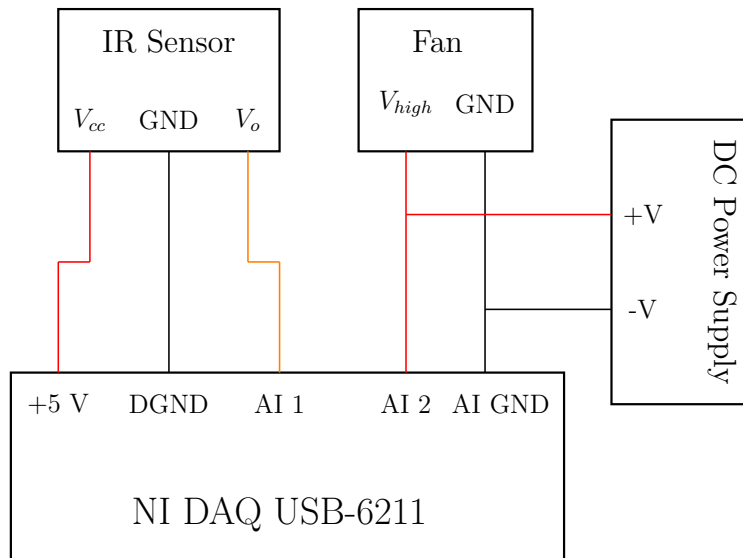 IR Sensor
V_cc GND V_o
Fan
V_high GND
DC Power Supply
+V
-V
+5 V DGND AI 1 AI 2 AI GND
NI DAQ USB-6211